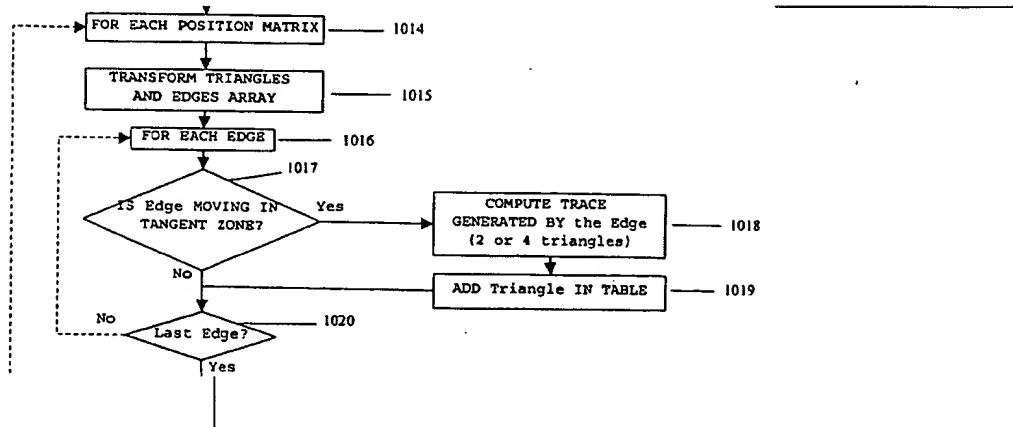 FOR EACH POSITION MATRIX
1014
TRANSFORM TRIANGLES
AND EDGES ARRAY
1015
FOR EACH EDGE
1016
1017
IS Edge MOVING IN
TANGENT ZONE?
Yes
COMPUTE TRACE
GENERATED BY the Edge
(2 or 4 triangles)
1018
No
ADD Triangle IN TABLE
1019
No
1020
Last Edge?
Yes